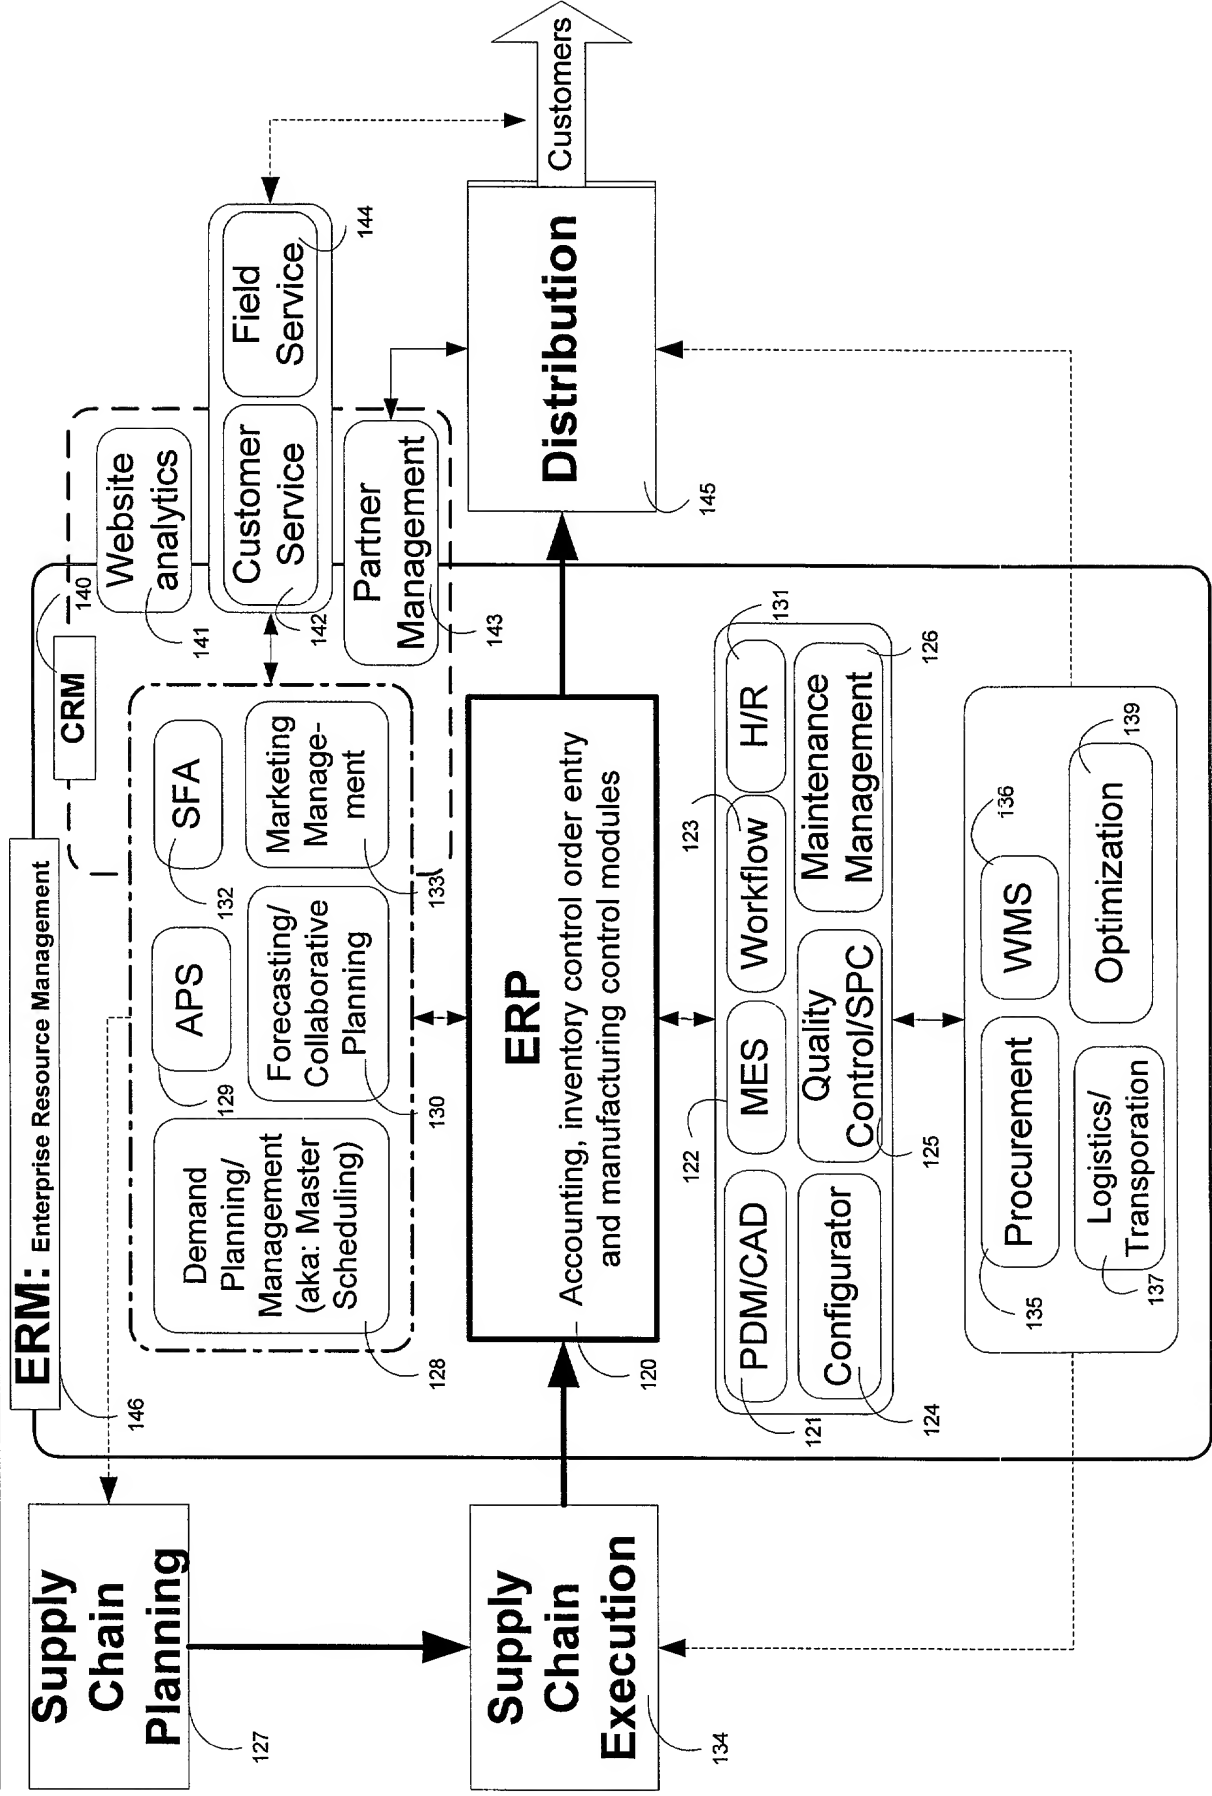 ERM: Enterprise Resource Management
146
CRM
140
Supply
Chain
Planning
127
Demand
Planning/
Management
(aka: Master
Scheduling)
128
APS
129
Forecasting/
Collaborative
Planning
130
SFA
132
Marketing
Manage-
ment
133
Website
analytics
141
Customer
Service
142
Field
Service
144
Partner
Management
143
Supply
Chain
Execution
134
ERP
Accounting, inventory control order entry
and manufacturing control modules
120
Distribution
145
Customers
PDM/CAD
121
MES
122
Workflow
123
H/R
131
Configurator
124
Quality
Control/SPC
125
Maintenance
Management
126
Procurement
135
WMS
136
Logistics/
Transporation
137
Optimization
139